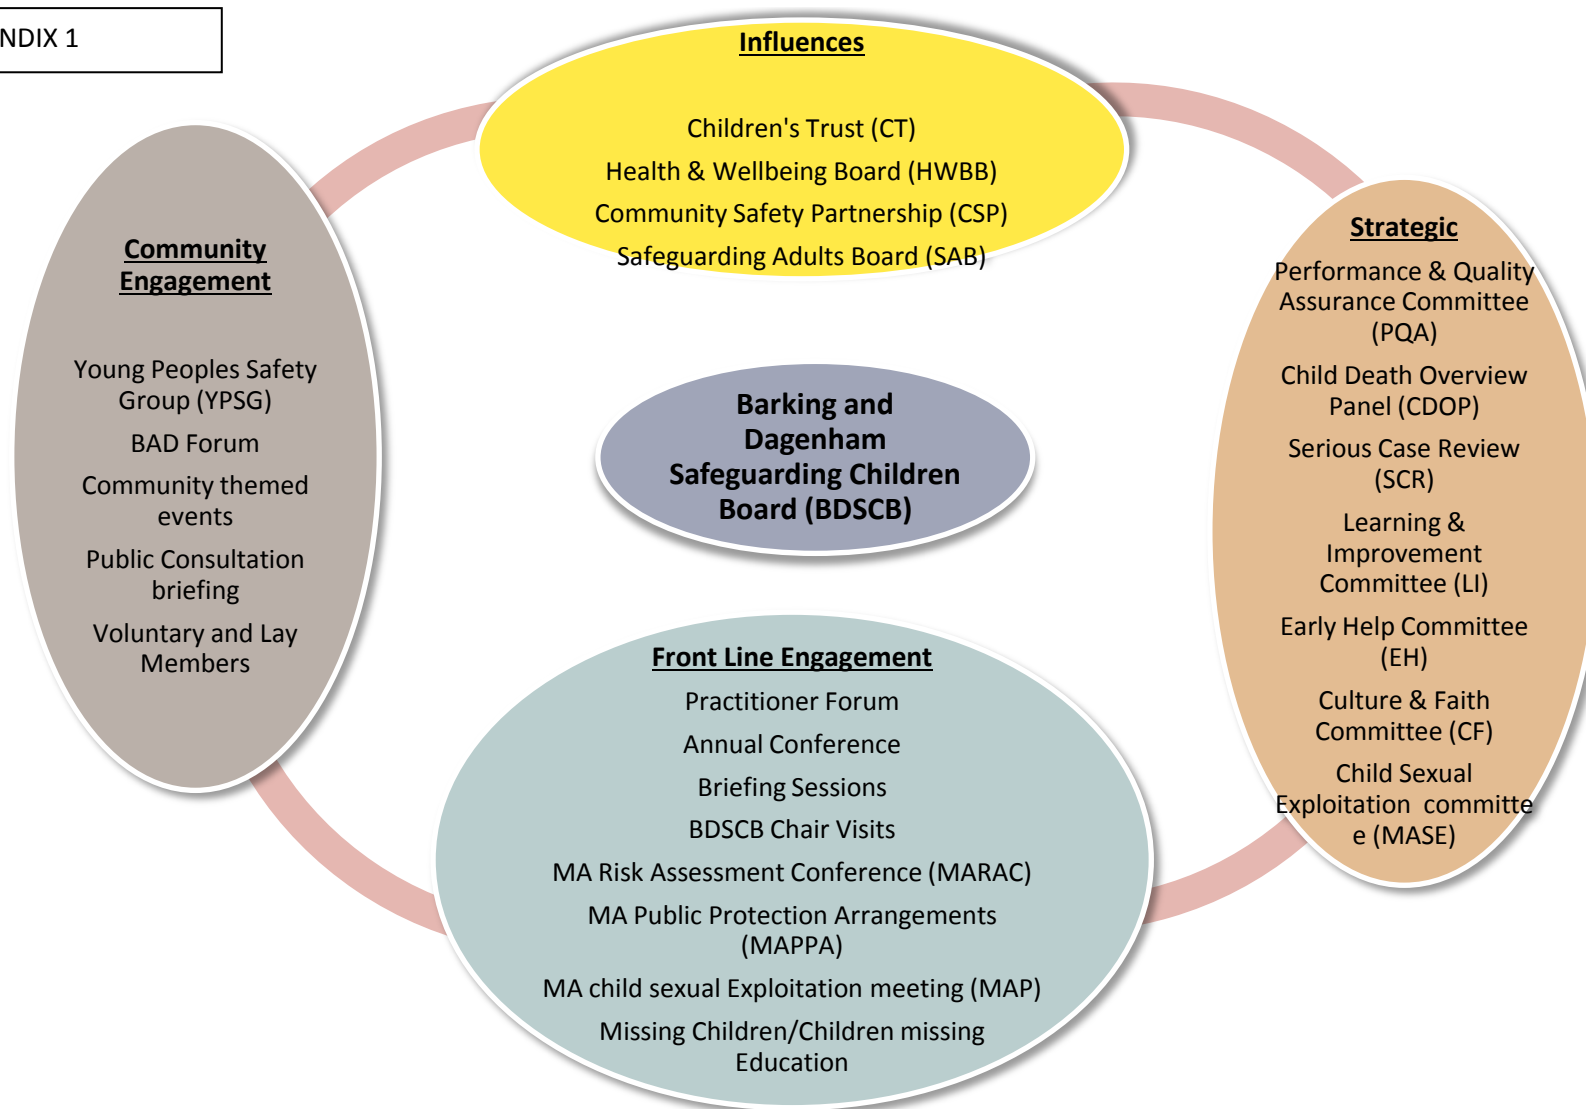 NDIX 1
Influences
Children's Trust (CT)
Health & Wellbeing Board (HWBB)
Community Safety Partnership (CSP)
Safeguarding Adults Board (SAB)
Community
Engagement
Young Peoples Safety
Group (YPSG)
BAD Forum
Community themed
events
Public Consultation
briefing
Voluntary and Lay
Members
Barking and
Dagenham
Safeguarding Children
Board (BDSCB)
Strategic
Performance & Quality
Assurance Committee
(PQA)
Child Death Overview
Panel (CDOP)
Serious Case Review
(SCR)
Learning &
Improvement
Committee (LI)
Early Help Committee
(EH)
Culture & Faith
Committee (CF)
Child Sexual
Exploitation committe
e (MASE)
Front Line Engagement
Practitioner Forum
Annual Conference
Briefing Sessions
BDSCB Chair Visits
MA Risk Assessment Conference (MARAC)
MA Public Protection Arrangements
(MAPPA)
MA child sexual Exploitation meeting (MAP)
Missing Children/Children missing
Education